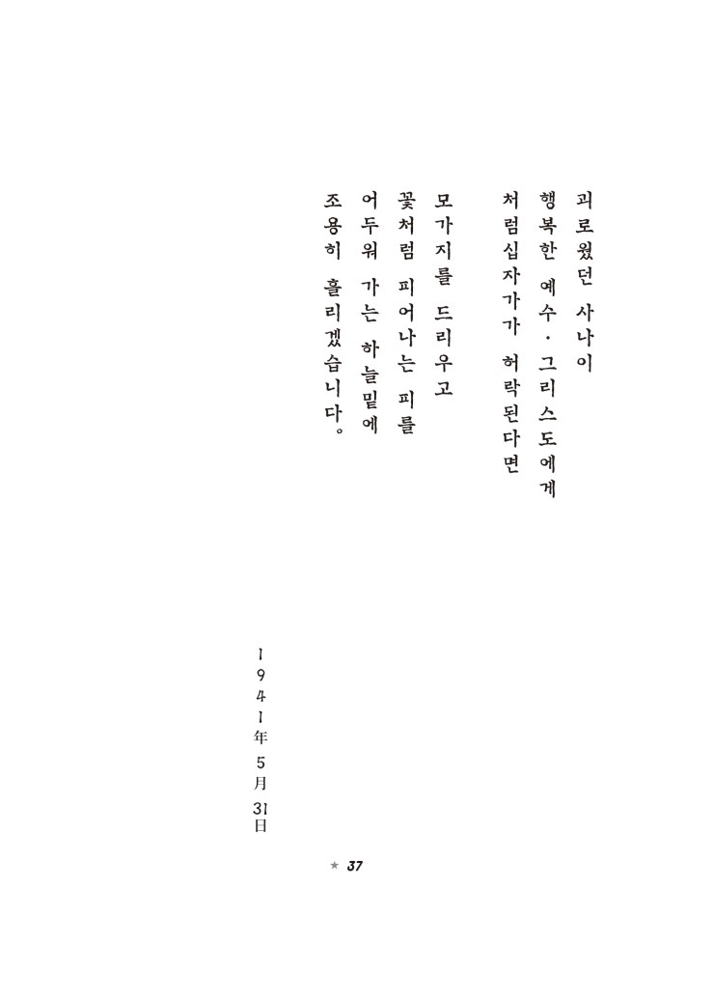 괴로웠던 사나이
행복한 예수·그리스도에게
처럼십자가가 허락된다면
모가지를 드리우고
꽃처럼 피어나는 피를
어두워 가는 하늘밑에
조용히 흘리겠습니다。
1941年 5月 31日
★ 37